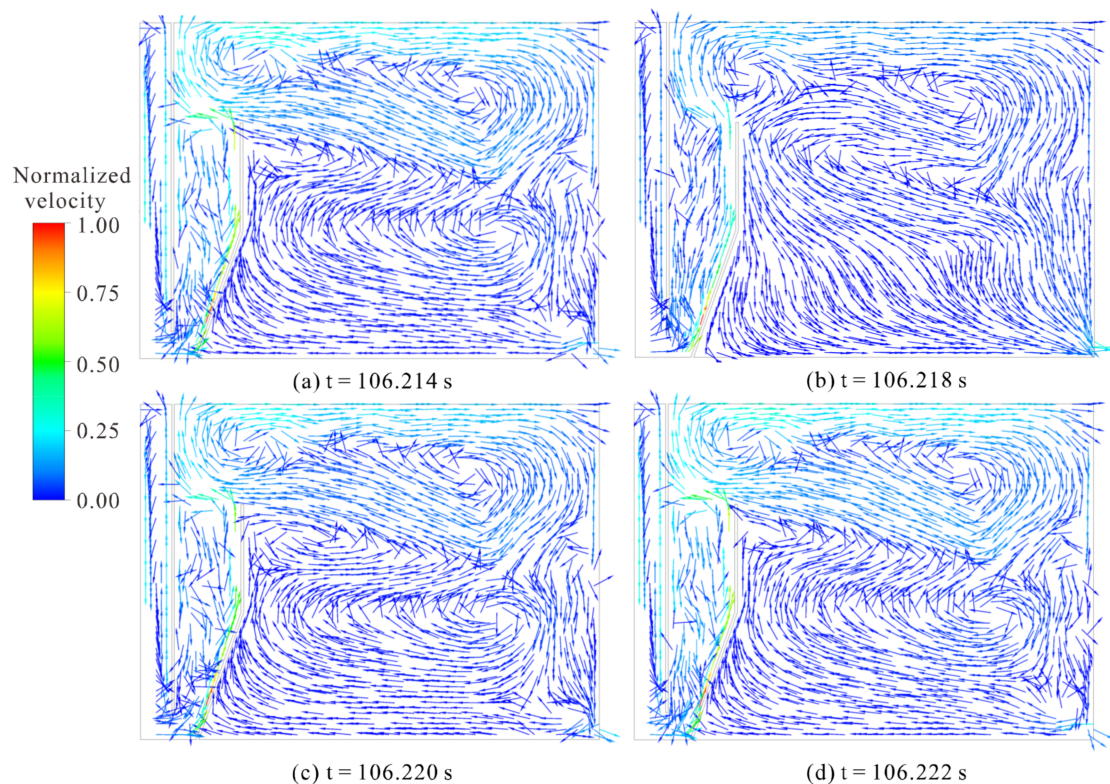 Normalized
velocity
1.00
0.75
0.50
0.25
0.00
(a) t = 106.214 s
(b) t = 106.218 s
(c) t = 106.220 s
(d) t = 106.222 s